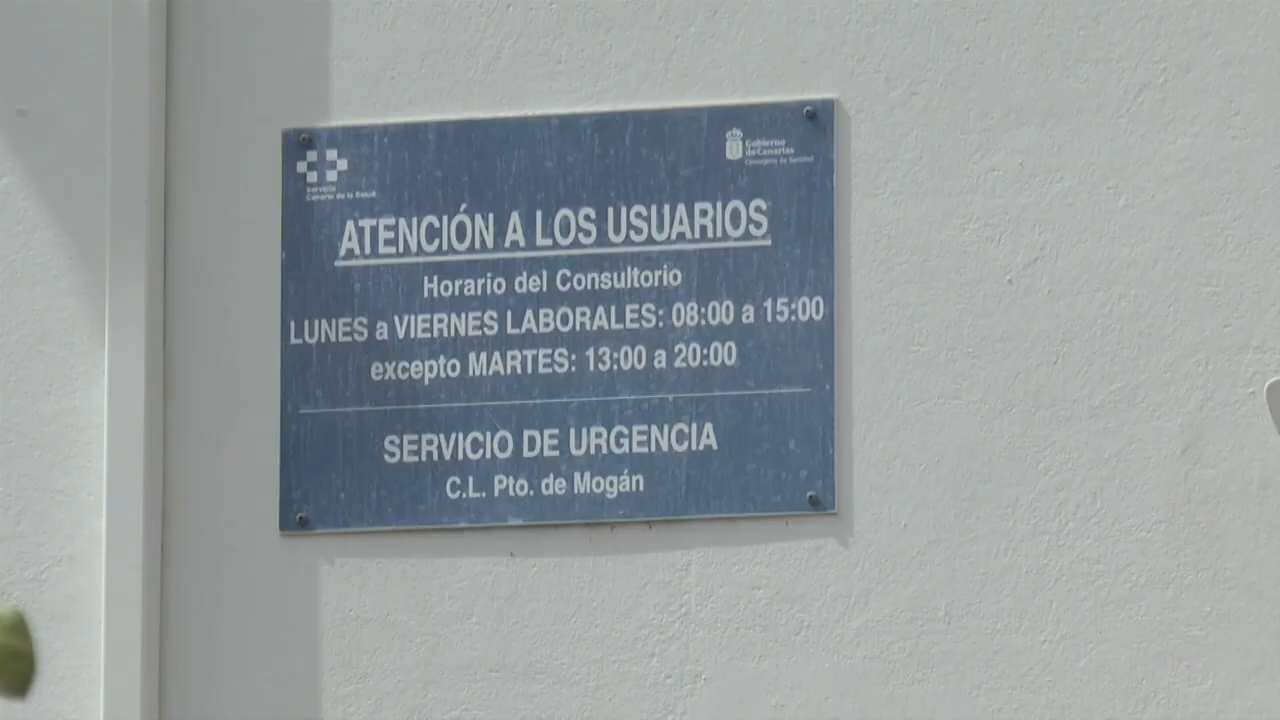 Servicio
Canario de la Salud
Gobierno
de Canarias
Consejería de Sanidad
ATENCIÓN A LOS USUARIOS
Horario del Consultorio
LUNES a VIERNES LABORALES: 08:00 a 15:00
excepto MARTES: 13:00 a 20:00
SERVICIO DE URGENCIA
C.L. Pto. de Mogán